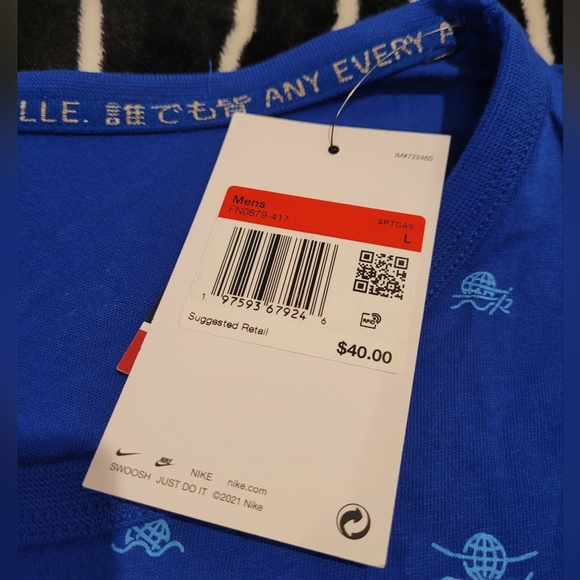 LLE. 誰でも皆 ANY EVERY A
IM#722460
Mens
FN0879-417
SPTCAS
L
1 97593 67924 6
RFID
Suggested Retail
$40.00
NIKE
NIKE nike.com
SWOOSH JUST DO IT ©2021 Nike